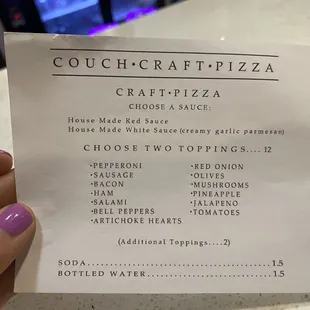 COUCH•CRAFT•PIZZA
CRAFT•PIZZA
CHOOSE A SAUCE:
House Made Red Sauce
House Made White Sauce (creamy garlic parmesan)
CHOOSE TWO TOPPINGS.... 12
•PEPPERONI
•SAUSAGE
•BACON
•HAM
•SALAMI
•BELL PEPPERS
•ARTICHOKE HEARTS
•RED ONION
•OLIVES
•MUSHROOMS
•PINEAPPLE
•JALAPENO
•TOMATOES
(Additional Toppings....2)
SODA..............................................1.5
BOTTLED WATER...........................1.5